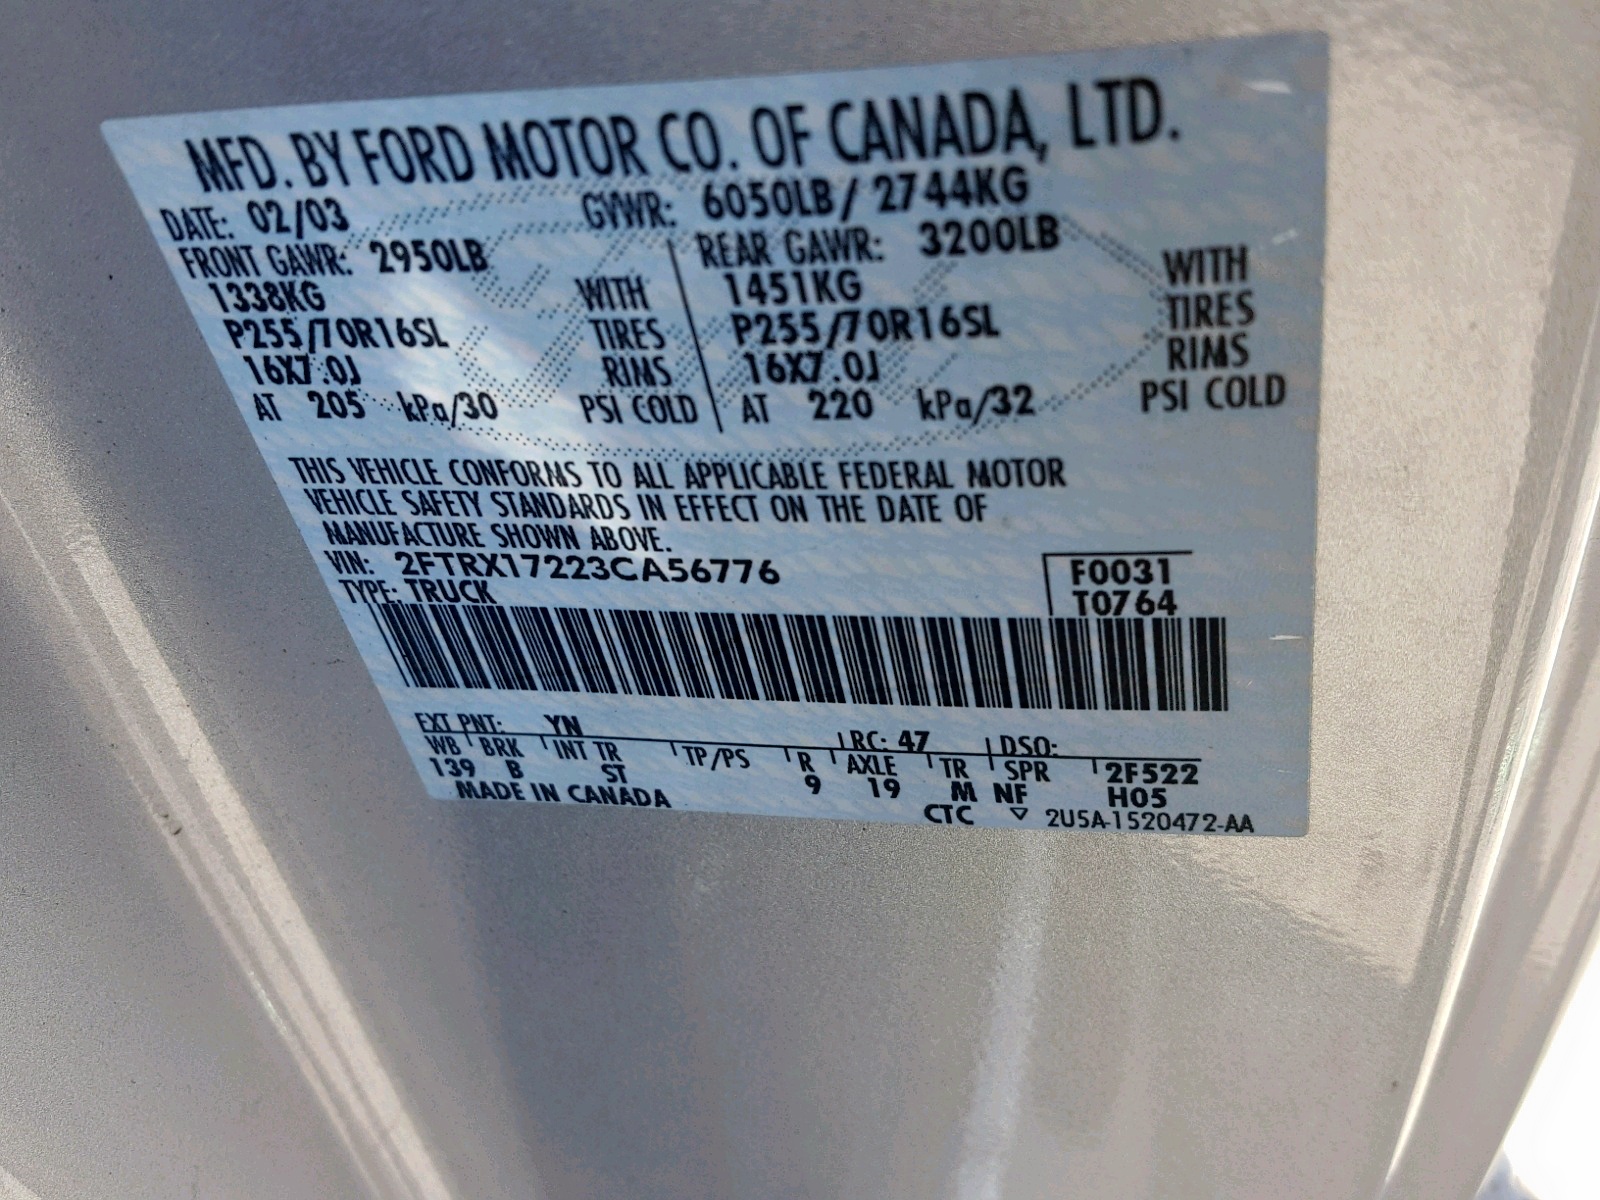 MFD. BY FORD MOTOR CO. OF CANADA, LTD.
DATE: 02/03 GVWR: 6050LB / 2744KG
FRONT GAWR: 2950LB REAR GAWR: 3200LB
1338KG WITH 1451KG WITH
P255/70R16SL TIRES P255/70R16SL TIRES
16X7.0J RIMS 16X7.0J RIMS
AT 205 kPa/30 PSI COLD AT 220 kPa/32 PSI COLD
THIS VEHICLE CONFORMS TO ALL APPLICABLE FEDERAL MOTOR
VEHICLE SAFETY STANDARDS IN EFFECT ON THE DATE OF
MANUFACTURE SHOWN ABOVE.
VIN: 2FTRX17223CA56776 F0031
TYPE: TRUCK T0764
EXT PNT: YN RC: 47 DSO:
WB BRK INT TR TP/PS R AXLE TR SPR 2F522
139 B ST 9 19 M NF H05
MADE IN CANADA CTC ▽ 2U5A-1520472-AA